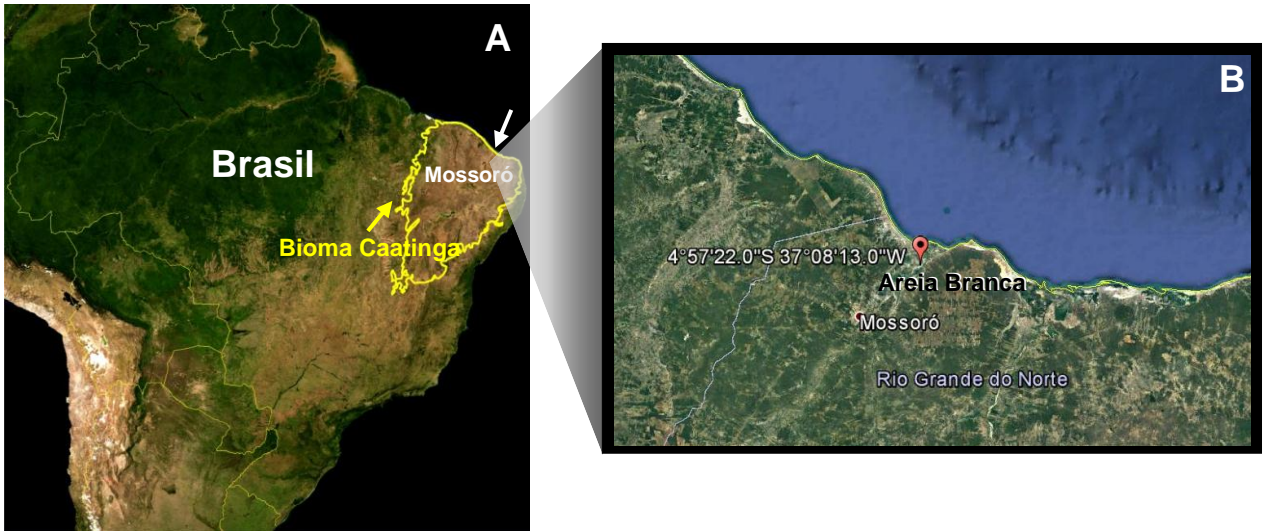 A
Brasil
Mossoró
Bioma Caatinga
B
4°57'22.0"S 37°08'13.0"W
Areia Branca
Mossoró
Rio Grande do Norte